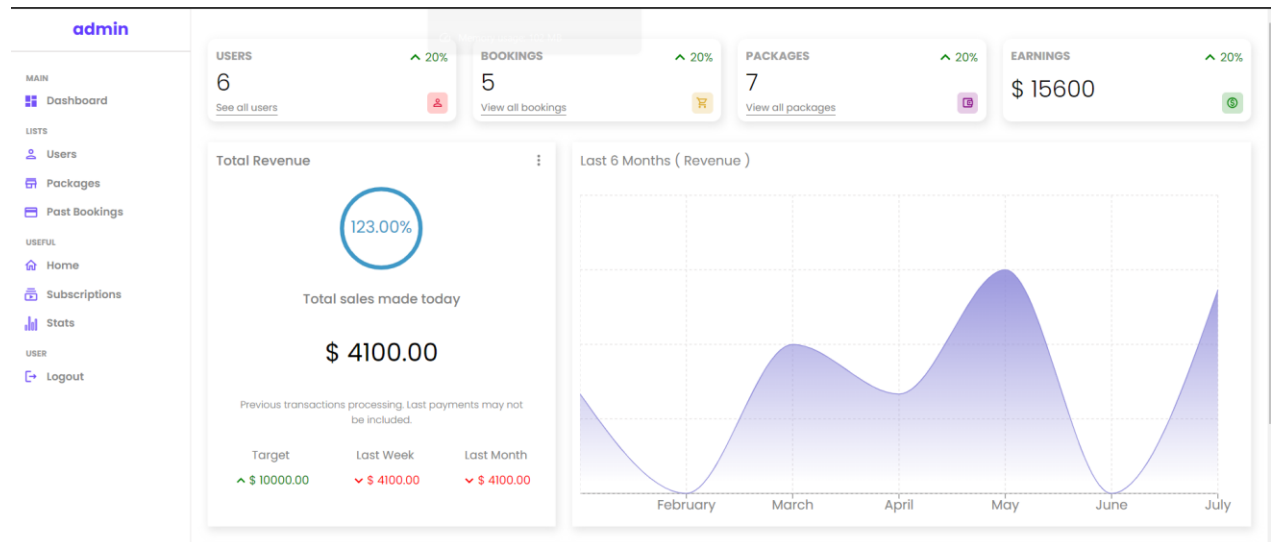 admin
MAIN
Dashboard
LISTS
Users
Packages
Past Bookings
USEFUL
Home
Subscriptions
Stats
USER
Logout
USERS 20%
6
See all users
BOOKINGS 20%
5
View all bookings
PACKAGES 20%
7
View all packages
EARNINGS 20%
$ 15600
Total Revenue
123.00%
Total sales made today
$ 4100.00
Previous transactions processing. Last payments may not
be included.
Target Last Week Last Month
$ 10000.00 $ 4100.00 $ 4100.00
Last 6 Months ( Revenue )
February March April May June July